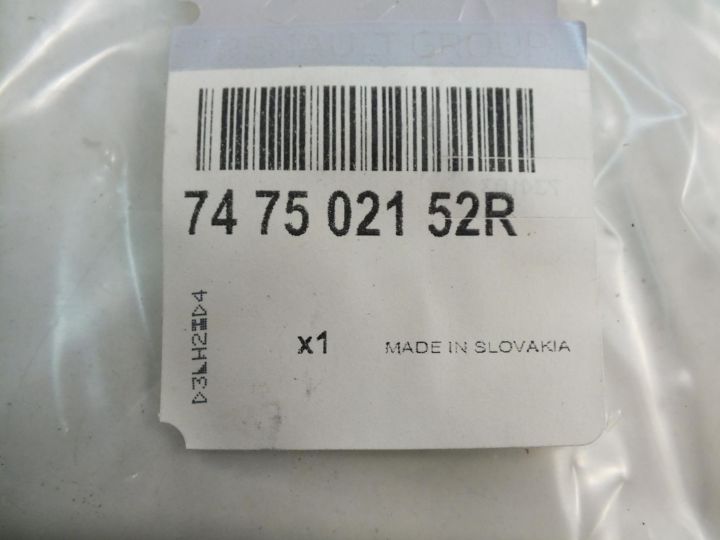 RENAULT GROUP
74 75 021 52R
x1
MADE IN SLOVAKIA